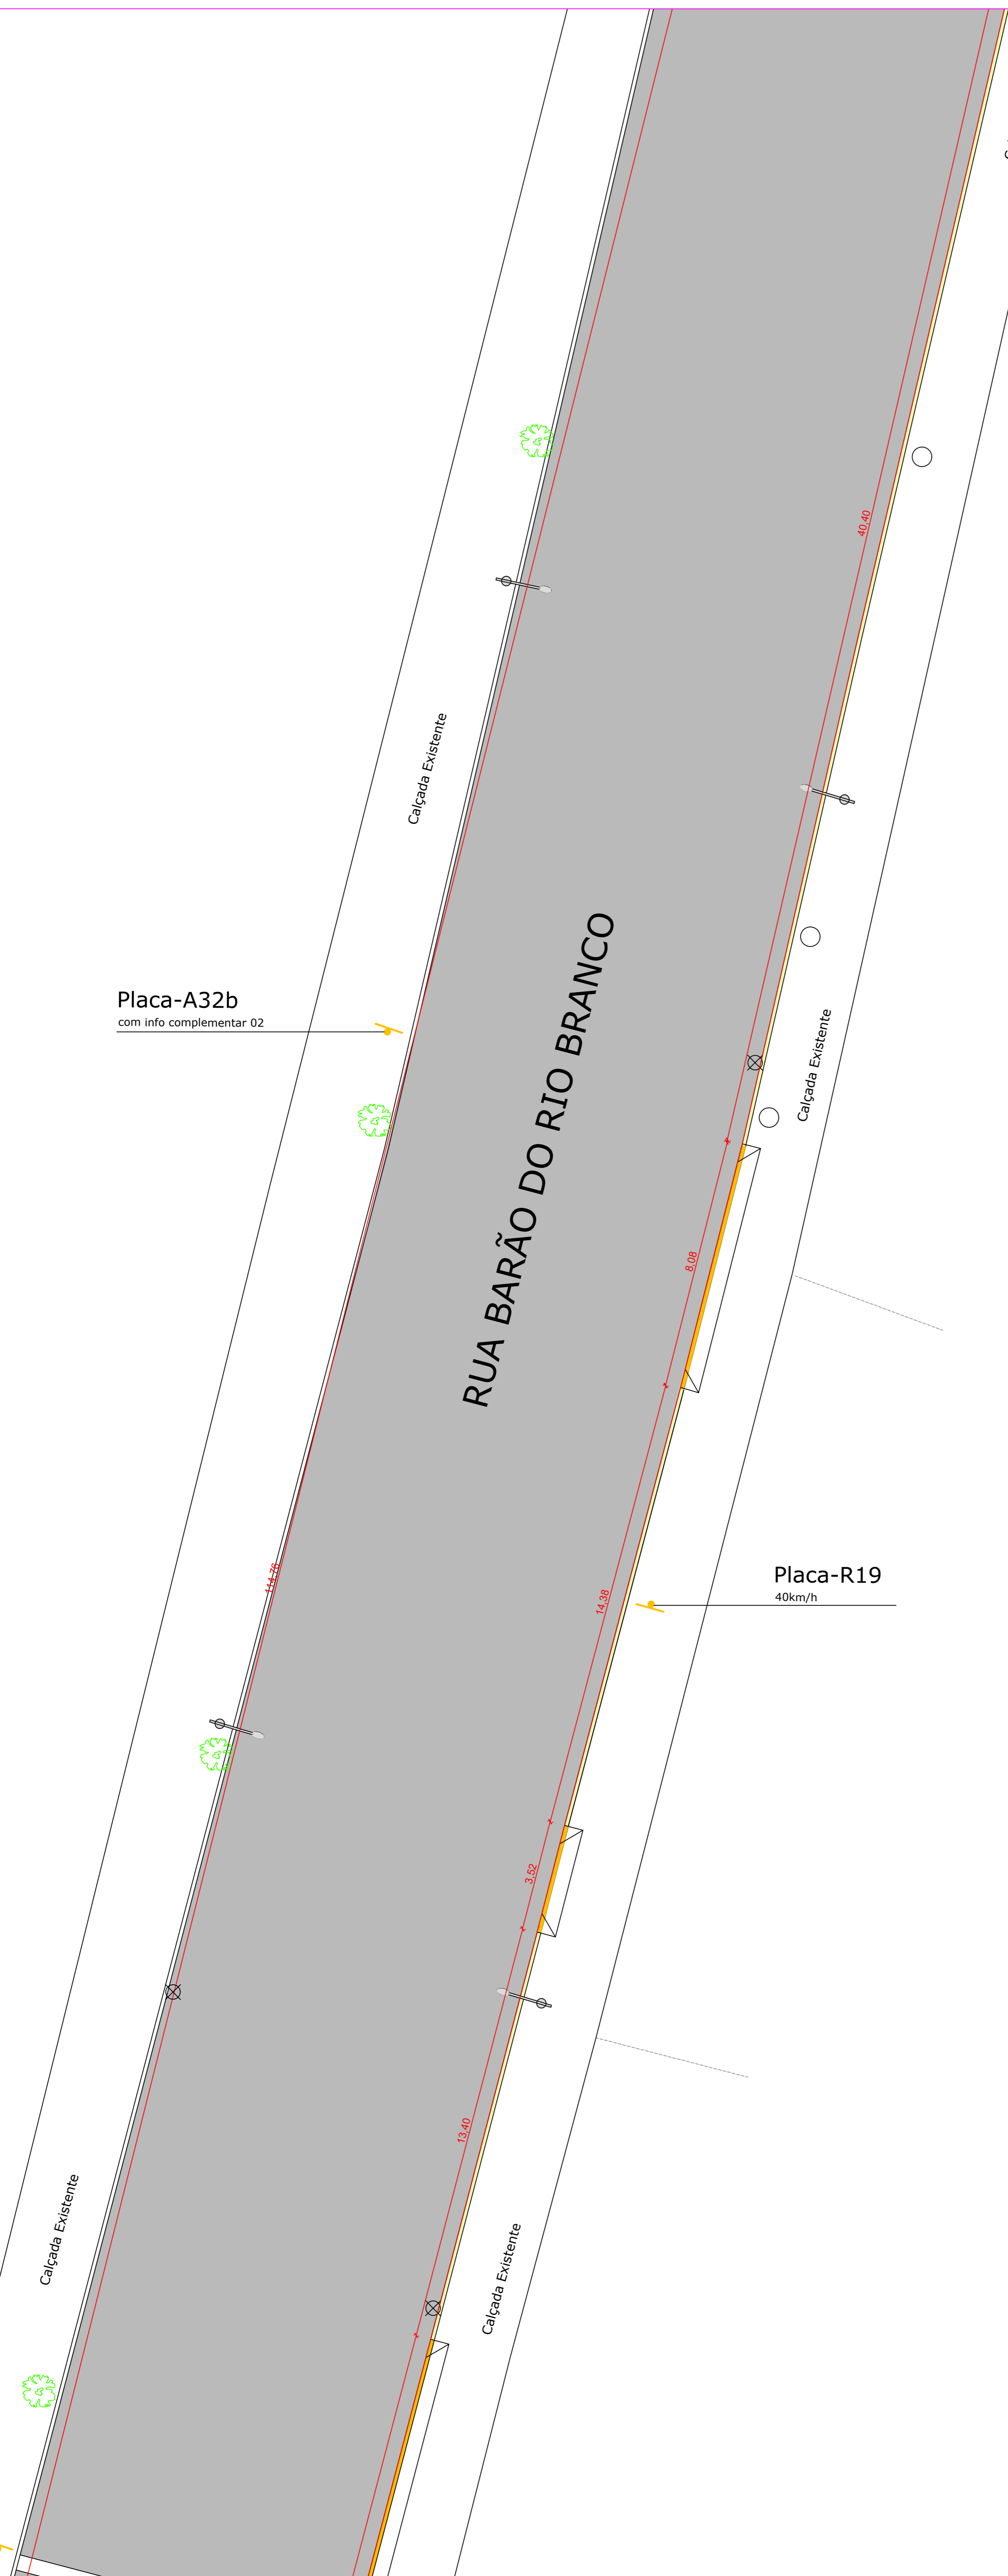 40,40
Calçada Existente
RUA BARÃO DO RIO BRANCO
Placa-A32b
com info complementar 02
Calçada Existente
8,08
Placa-R19
40km/h
114,76
14,38
3,52
13,40
Calçada Existente
Calçada Existente